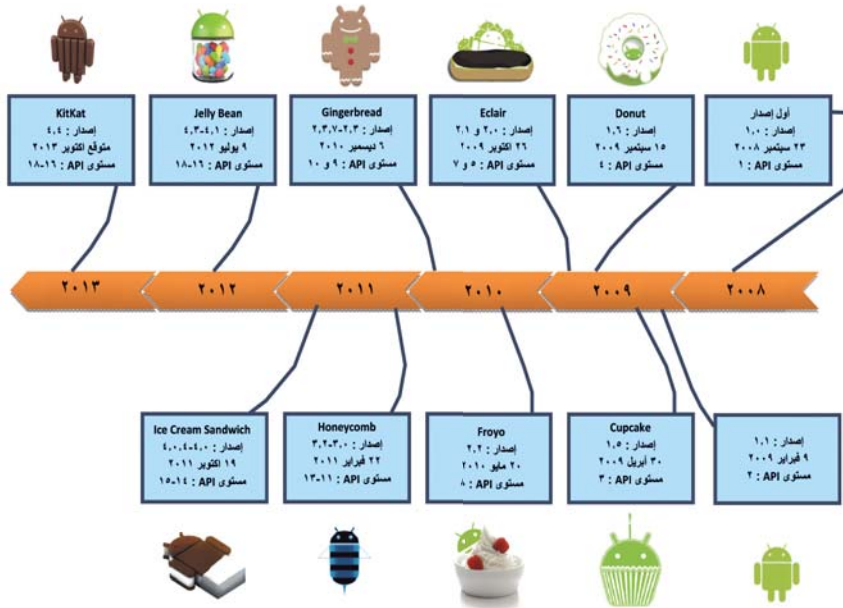 أول إصدار
إصدار : ١,٠
٢٣ سبتمبر ٢٠٠٨
مستوى API : ١
Donut
إصدار : ١,٦
١٥ سبتمبر ٢٠٠٩
مستوى API : ٤
Eclair
إصدار : ٢,٠ و ٢,١
٢٦ اكتوبر ٢٠٠٩
مستوى API : ٥ و ٧
Gingerbread
إصدار : ٢,٣-٢,٣,٧
٦ ديسمبر ٢٠١٠
مستوى API : ٩ و ١٠
Jelly Bean
إصدار : ٤,١-٤,٣
٩ يوليو ٢٠١٢
مستوى API : ١٦-١٨
KitKat
إصدار : ٤,٤
متوقع اكتوبر ٢٠١٣
مستوى API : ١٦-١٨
٢٠٠٨
٢٠٠٩
٢٠١٠
٢٠١١
٢٠١٢
٢٠١٣
إصدار : ١,١
٩ فبراير ٢٠٠٩
مستوى API : ٢
Cupcake
إصدار : ١,٥
٣٠ أبريل ٢٠٠٩
مستوى API : ٣
Froyo
إصدار : ٢,٢
٢٠ مايو ٢٠١٠
مستوى API : ٨
Honeycomb
إصدار : ٣,٠-٣,٢
٢٢ فبراير ٢٠١١
مستوى API : ١١-١٣
Ice Cream Sandwich
إصدار : ٤,٠-٤,٠,٤
١٩ اكتوبر ٢٠١١
مستوى API : ١٤-١٥